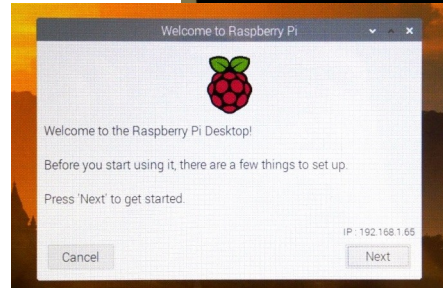 Welcome to Raspberry Pi
Welcome to the Raspberry Pi Desktop!
Before you start using it, there are a few things to set up.
Press 'Next' to get started.
IP : 192.168.1.65
Cancel
Next